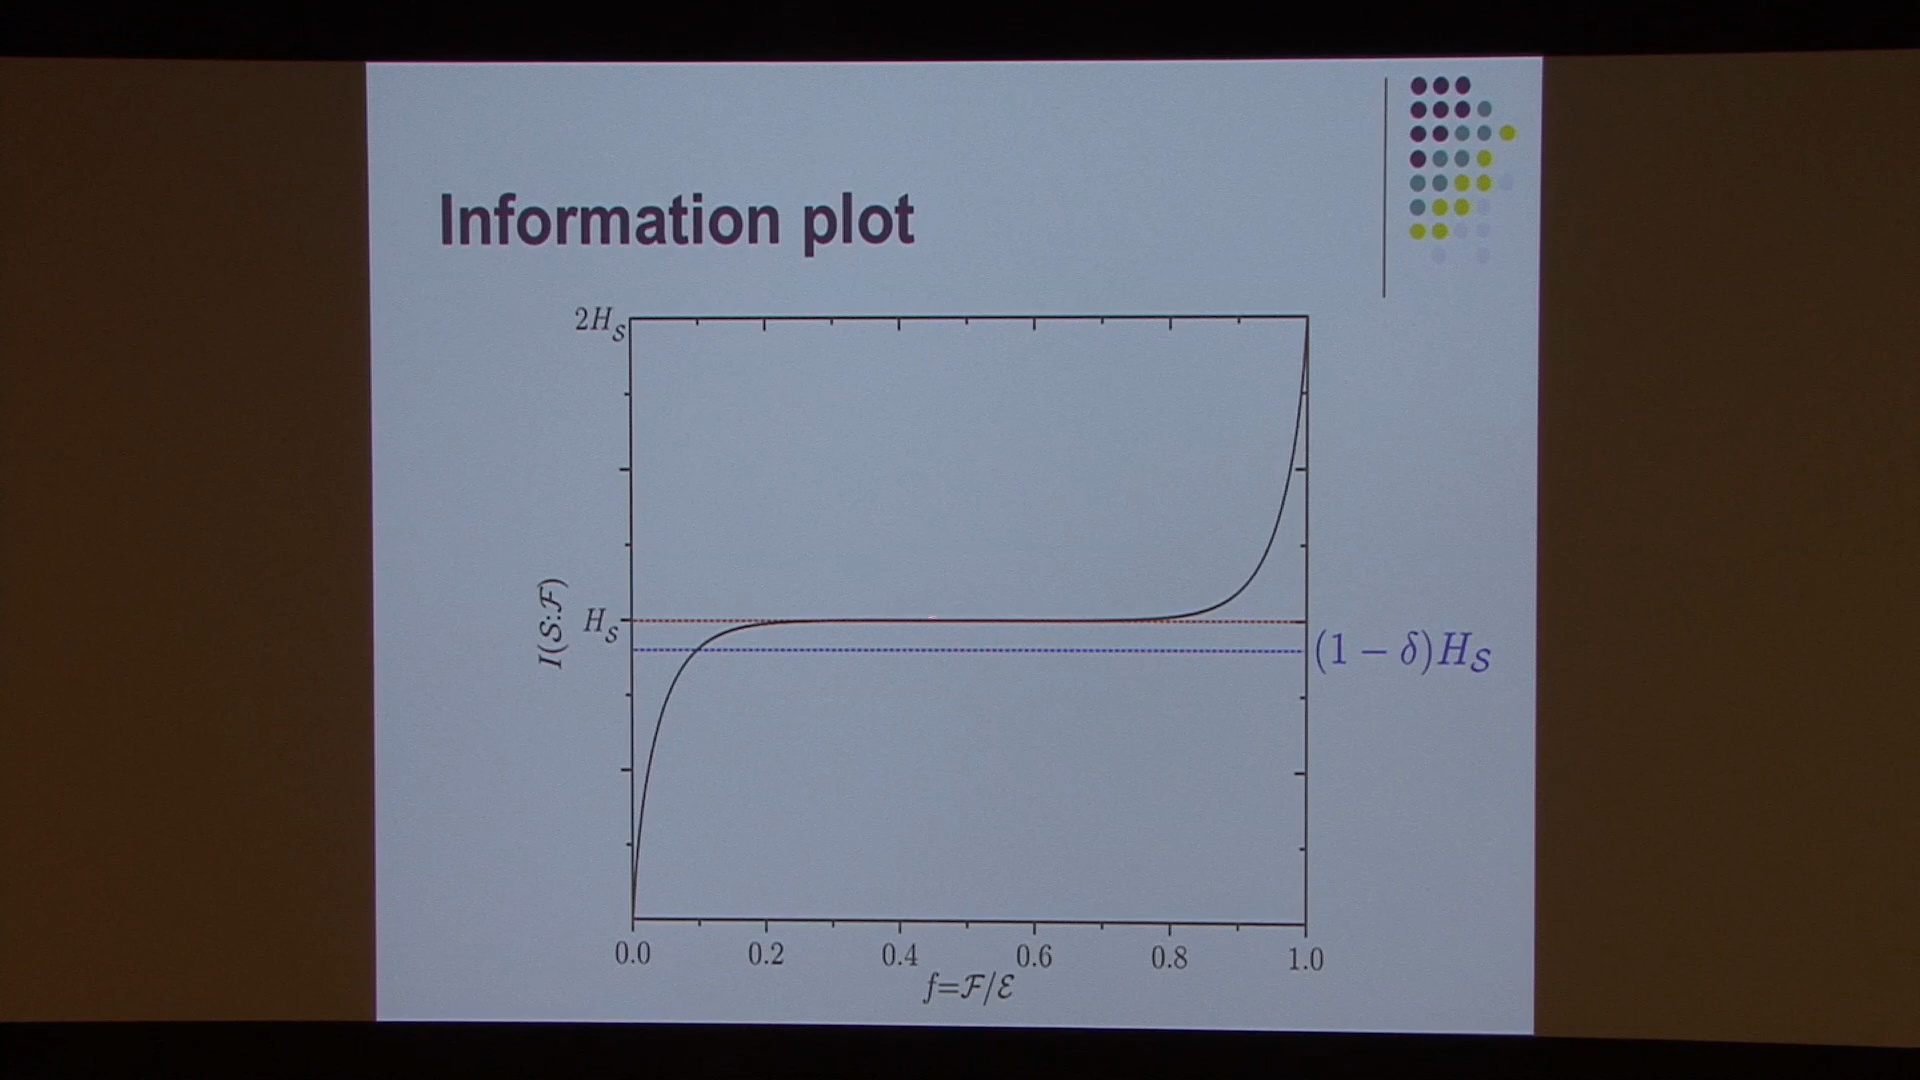 Information plot
2H_S
I(S:F)
H_S
(1 − δ)H_S
0.0 0.2 0.4 0.6 0.8 1.0
f=F/E